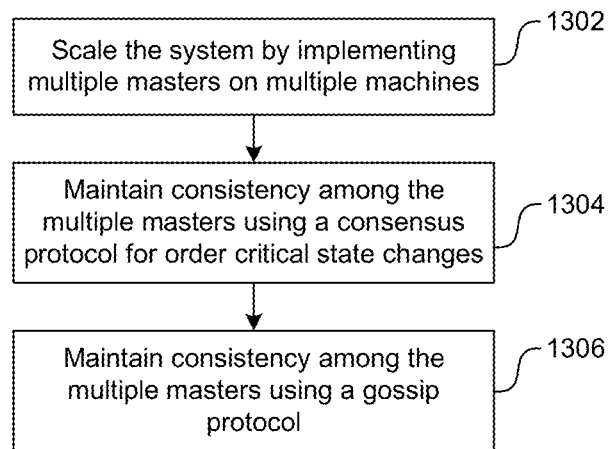 Scale the system by implementing
multiple masters on multiple machines
1302
Maintain consistency among the
multiple masters using a consensus
protocol for order critical state changes
1304
Maintain consistency among the
multiple masters using a gossip
protocol
1306